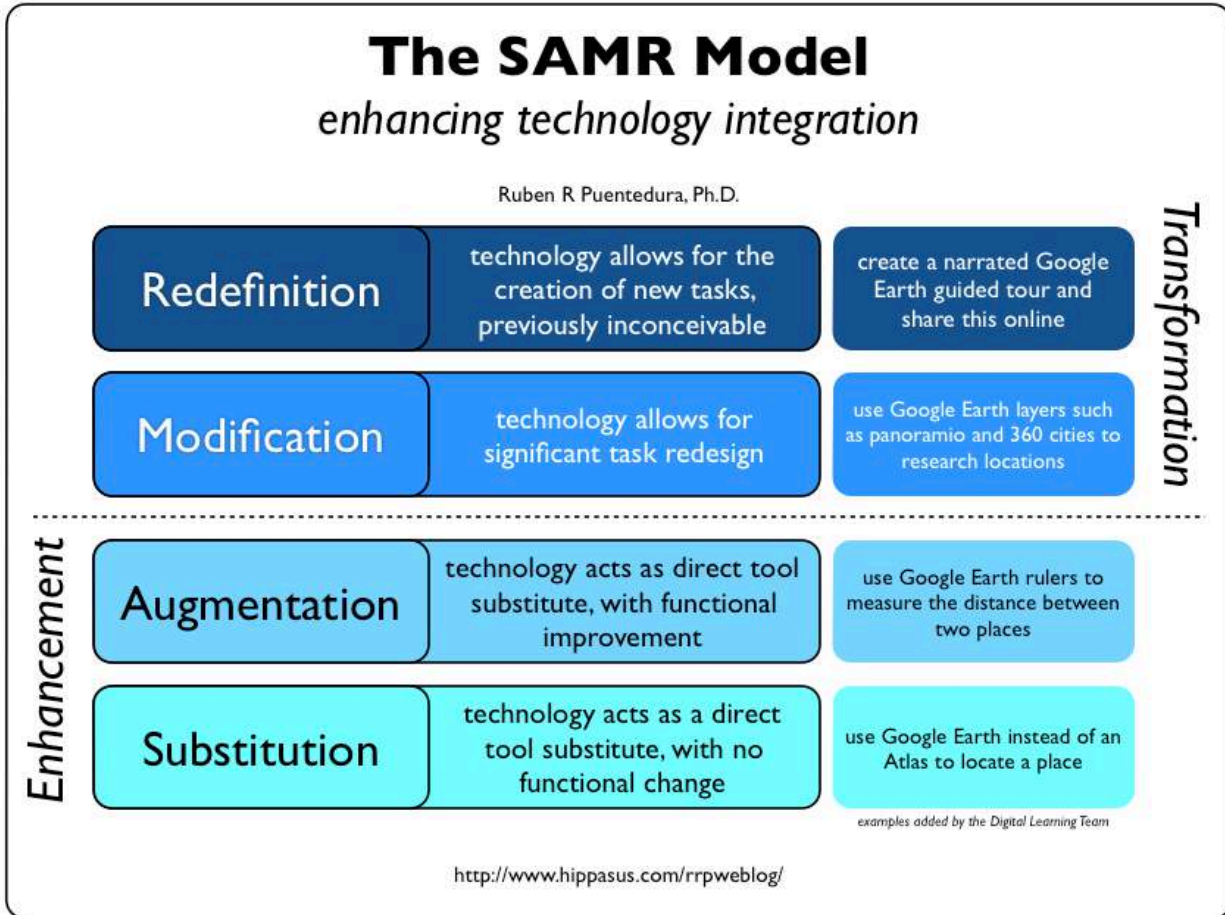 The SAMR Model
enhancing technology integration
Ruben R Puentedura, Ph.D.
Transformation
Redefinition
technology allows for the
creation of new tasks,
previously inconceivable
create a narrated Google
Earth guided tour and
share this online
Modification
technology allows for
significant task redesign
use Google Earth layers such
as panoramio and 360 cities to
research locations
Enhancement
Augmentation
technology acts as direct tool
substitute, with functional
improvement
use Google Earth rulers to
measure the distance between
two places
Substitution
technology acts as a direct
tool substitute, with no
functional change
use Google Earth instead of an
Atlas to locate a place
examples added by the Digital Learning Team
http://www.hippasus.com/rrpweblog/